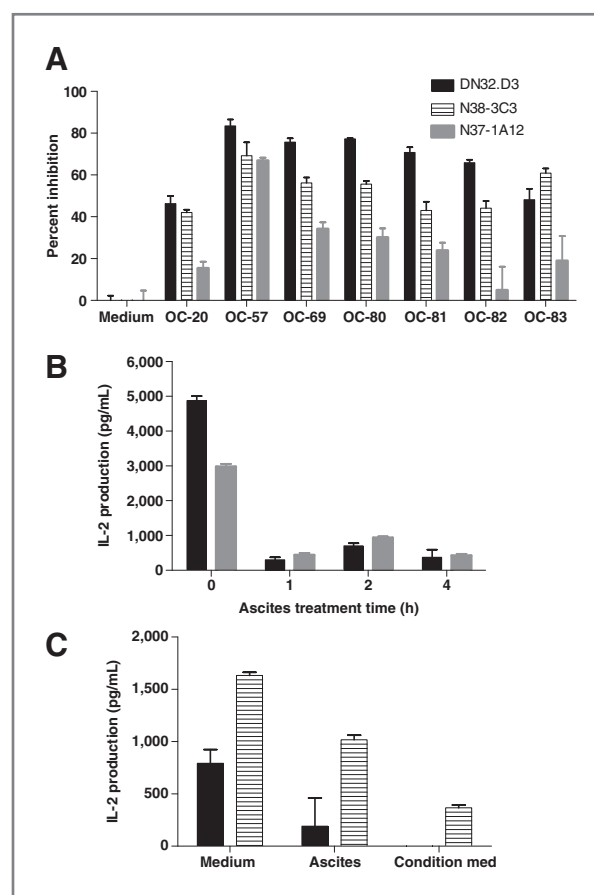 A
DN32.D3
N38-3C3
N37-1A12
Percent inhibition
100
80
60
40
20
0
Medium OC-20 OC-57 OC-69 OC-80 OC-81 OC-82 OC-83
B
IL-2 production (pg/mL)
6,000
5,000
4,000
3,000
2,000
1,000
0
0 1 2 4
Ascites treatment time (h)
C
IL-2 production (pg/mL)
2,000
1,500
1,000
500
0
Medium Ascites Condition med